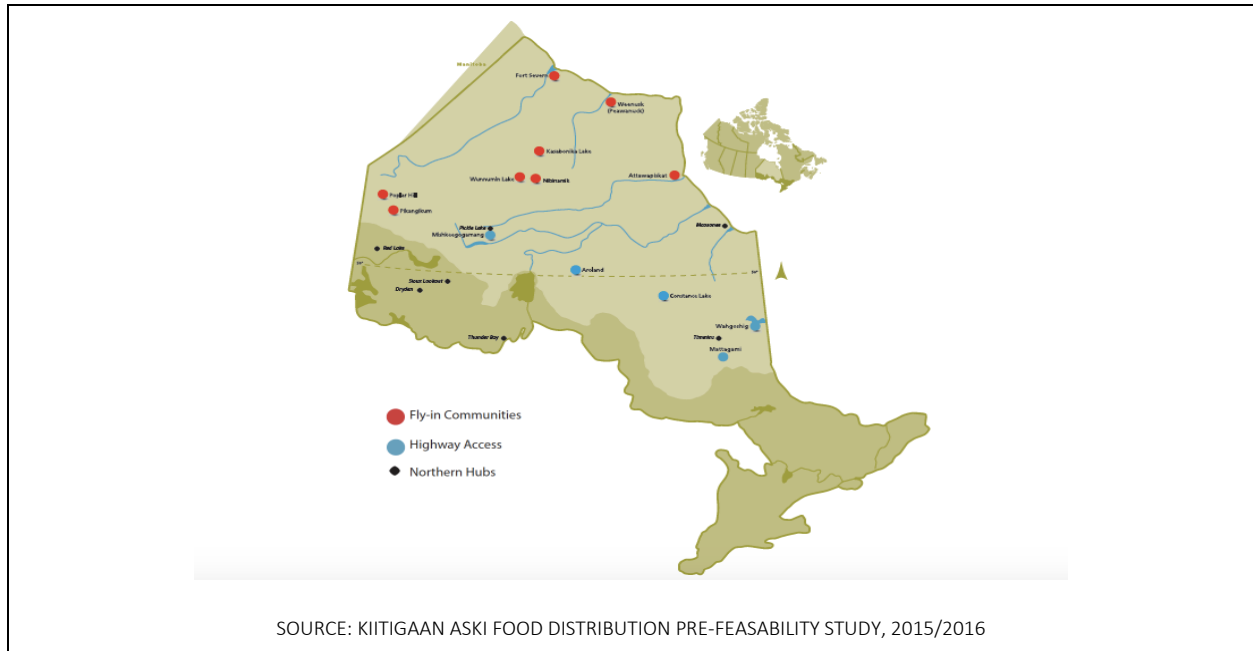 Manitoba
Fort Severn
Weenusk
(Peawanuck)
Kasabonika Lake
Wunnumin Lake
Nibinamik
Attawapiskat
Poplar Hill
Pikangikum
Pickle Lake
Mishkeegogamang
Moosonee
Red Lake
Aroland
Sioux Lookout
Dryden
Constance Lake
Wahgoshig
Thunder Bay
Timmins
Mattagami
Fly-in Communities
Highway Access
Northern Hubs
SOURCE: KIITIGAAN ASKI FOOD DISTRIBUTION PRE-FEASABILITY STUDY, 2015/2016